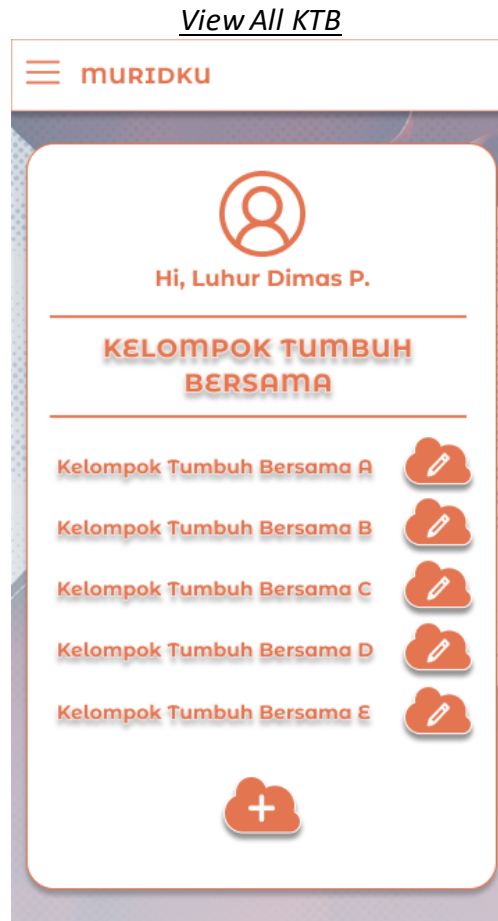 View All KTB
MURIDKU
Hi, Luhur Dimas P.
KELOMPOK TUMBUH
BERSAMA
Kelompok Tumbuh Bersama A
Kelompok Tumbuh Bersama B
Kelompok Tumbuh Bersama C
Kelompok Tumbuh Bersama D
Kelompok Tumbuh Bersama E